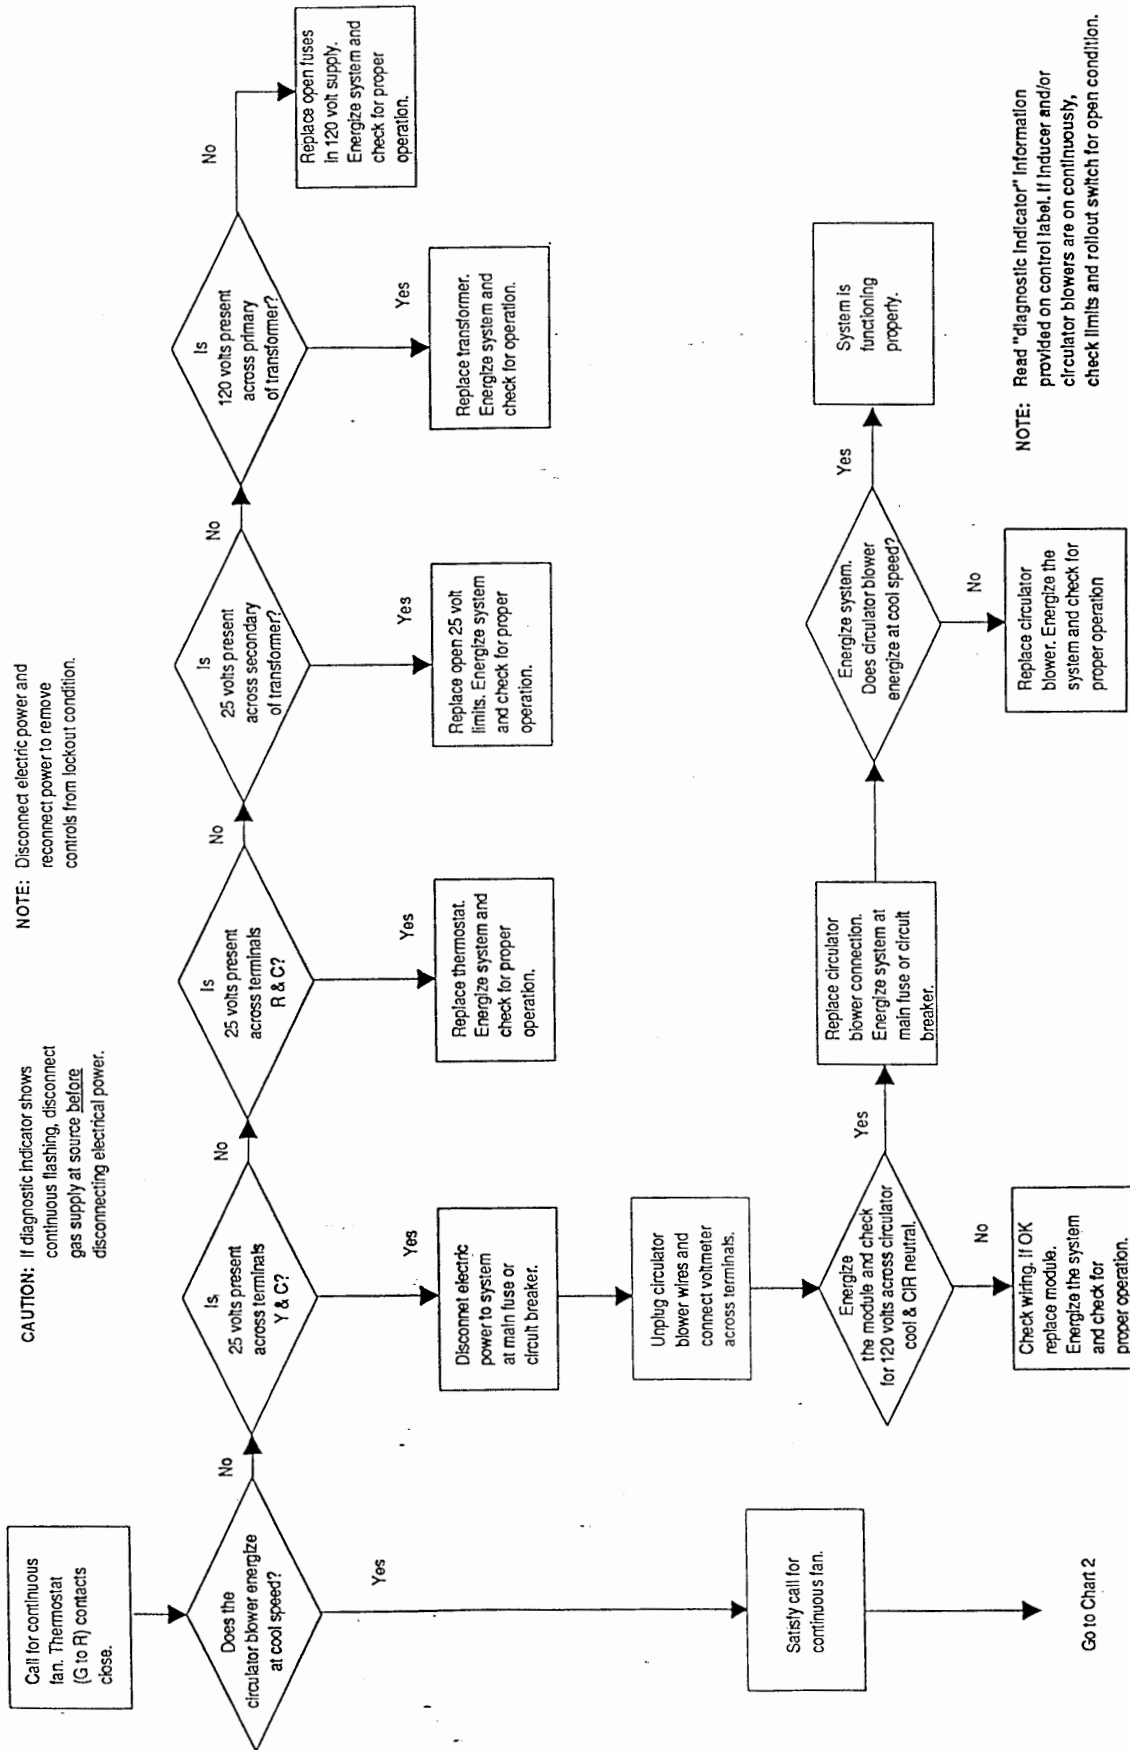 CAUTION: If diagnostic indicator shows
continuous flashing, disconnect
gas supply at source before
disconnecting electrical power.
NOTE: Disconnect electric power and
reconnect power to remove
controls from lockout condition.
Call for continuous
fan. Thermostat
(G to R) contacts
close.
Does the
circulator blower energize
at cool speed?
No
Is
25 volts present
across terminals
Y & C?
No
Is
25 volts present
across terminals
R & C?
No
Is
25 volts present
across secondary
of transformer?
No
Is
120 volts present
across primary
of transformer?
No
Replace open fuses
in 120 volt supply.
Energize system and
check for proper
operation.
Yes
Yes
Disconnet electric
power to system
at main fuse or
circuit breaker.
Yes
Replace thermostat.
Energize system and
check for proper
operation.
Yes
Replace open 25 volt
limits. Energize system
and check for proper
operation.
Yes
Replace transformer.
Energize system and
check for operation.
Unplug circulator
blower wires and
connect voltmeter
across terminals.
Satisfy call for
continuous fan.
Energize
the module and check
for 120 volts across circulator
cool & CIR neutral.
Yes
Replace circulator
blower connection.
Energize system at
main fuse or circuit
breaker.
Energize system.
Does circulator blower
energize at cool speed?
Yes
System is
functioning
property.
No
Check wiring. If OK
replace module.
Energize the system
and check for
proper operation.
No
Replace circulator
blower. Energize the
system and check for
proper operation
Go to Chart 2
NOTE: Read "diagnostic indicator" information
provided on control label. If inducer and/or
circulator blowers are on continuously,
check limits and rollout switch for open condition.